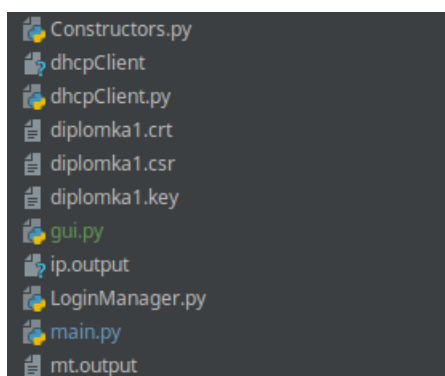 Constructors.py
dhcpClient
dhcpClient.py
diplomka1.crt
diplomka1.csr
diplomka1.key
gui.py
ip.output
LoginManager.py
main.py
mt.output